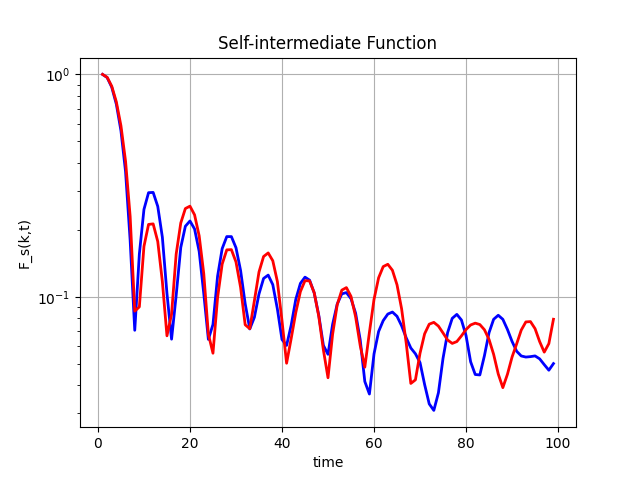 Self-intermediate Function
10⁰
10⁻¹
F_s(k,t)
0 20 40 60 80 100
time